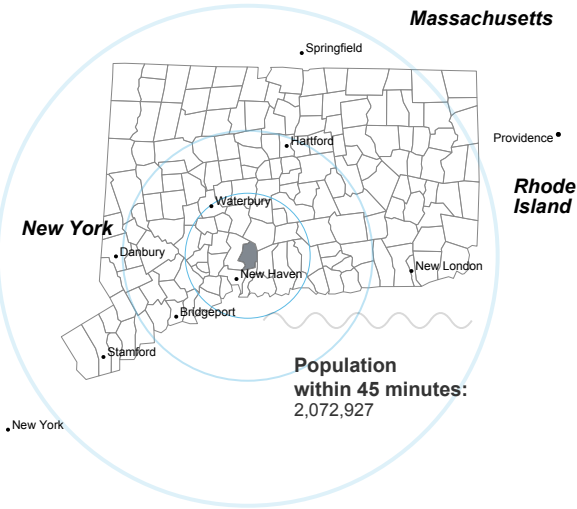 Massachusetts
Springfield
Providence
Hartford
Rhode
Island
Waterbury
New York
Danbury
New London
New Haven
Bridgeport
Stamford
Population
within 45 minutes:
2,072,927
New York